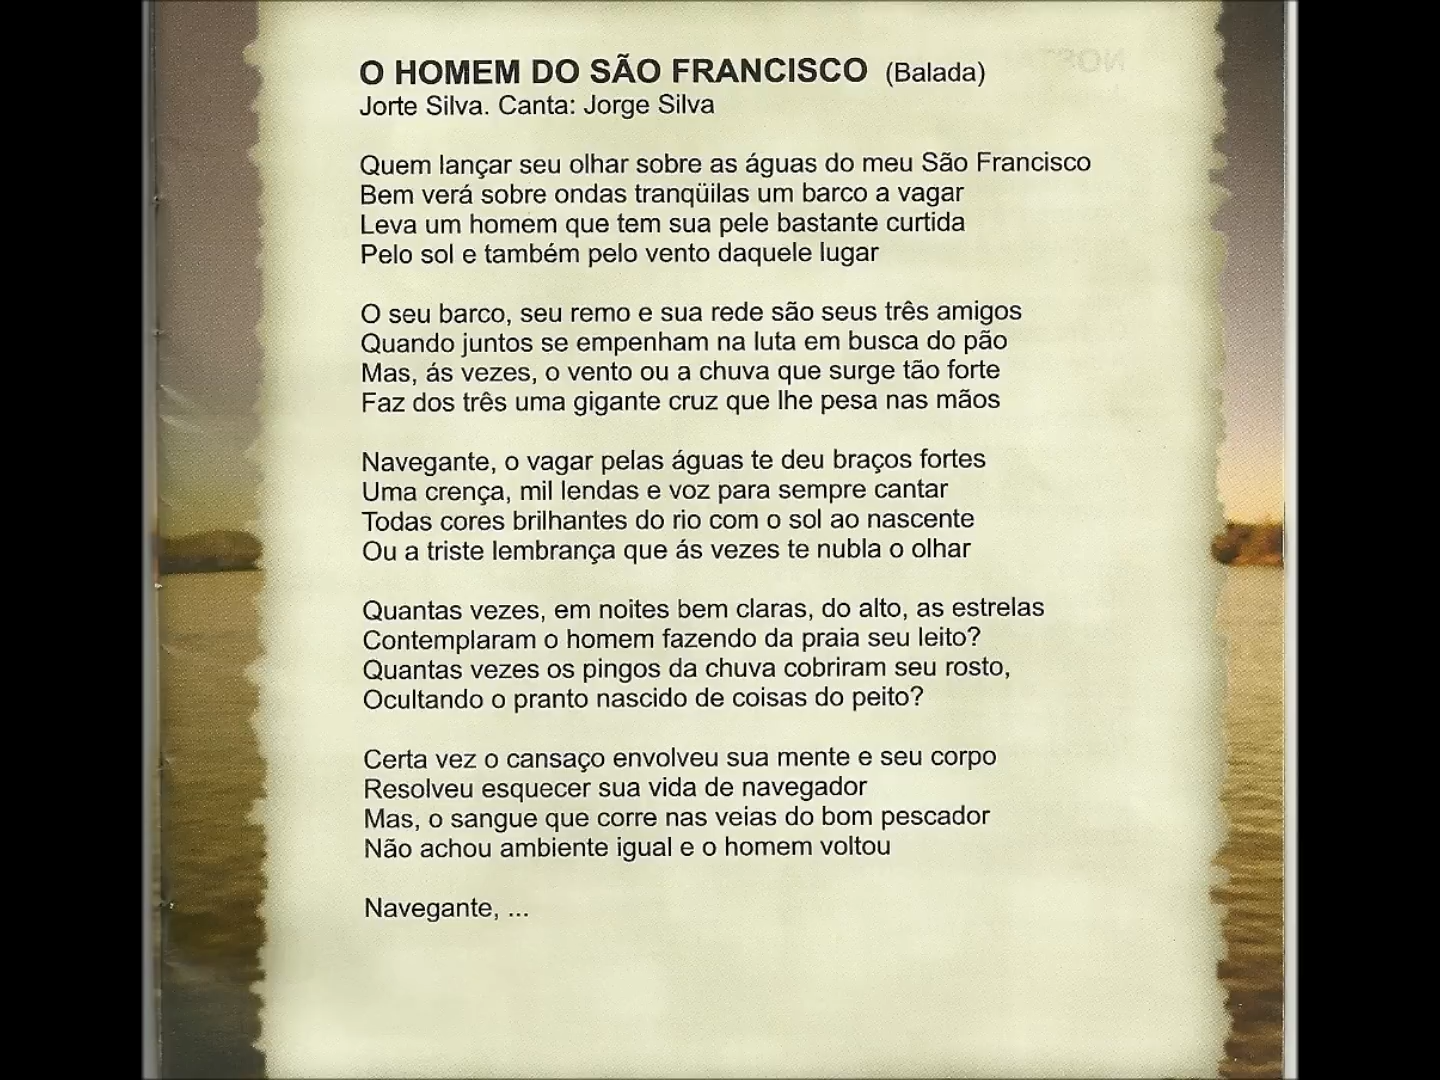 O HOMEM DO SÃO FRANCISCO (Balada)
Jorte Silva. Canta: Jorge Silva
Quem lançar seu olhar sobre as águas do meu São Francisco
Bem verá sobre ondas tranqüilas um barco a vagar
Leva um homem que tem sua pele bastante curtida
Pelo sol e também pelo vento daquele lugar
O seu barco, seu remo e sua rede são seus três amigos
Quando juntos se empenham na luta em busca do pão
Mas, ás vezes, o vento ou a chuva que surge tão forte
Faz dos três uma gigante cruz que lhe pesa nas mãos
Navegante, o vagar pelas águas te deu braços fortes
Uma crença, mil lendas e voz para sempre cantar
Todas cores brilhantes do rio com o sol ao nascente
Ou a triste lembrança que ás vezes te nubla o olhar
Quantas vezes, em noites bem claras, do alto, as estrelas
Contemplaram o homem fazendo da praia seu leito?
Quantas vezes os pingos da chuva cobriram seu rosto,
Ocultando o pranto nascido de coisas do peito?
Certa vez o cansaço envolveu sua mente e seu corpo
Resolveu esquecer sua vida de navegador
Mas, o sangue que corre nas veias do bom pescador
Não achou ambiente igual e o homem voltou
Navegante, ...